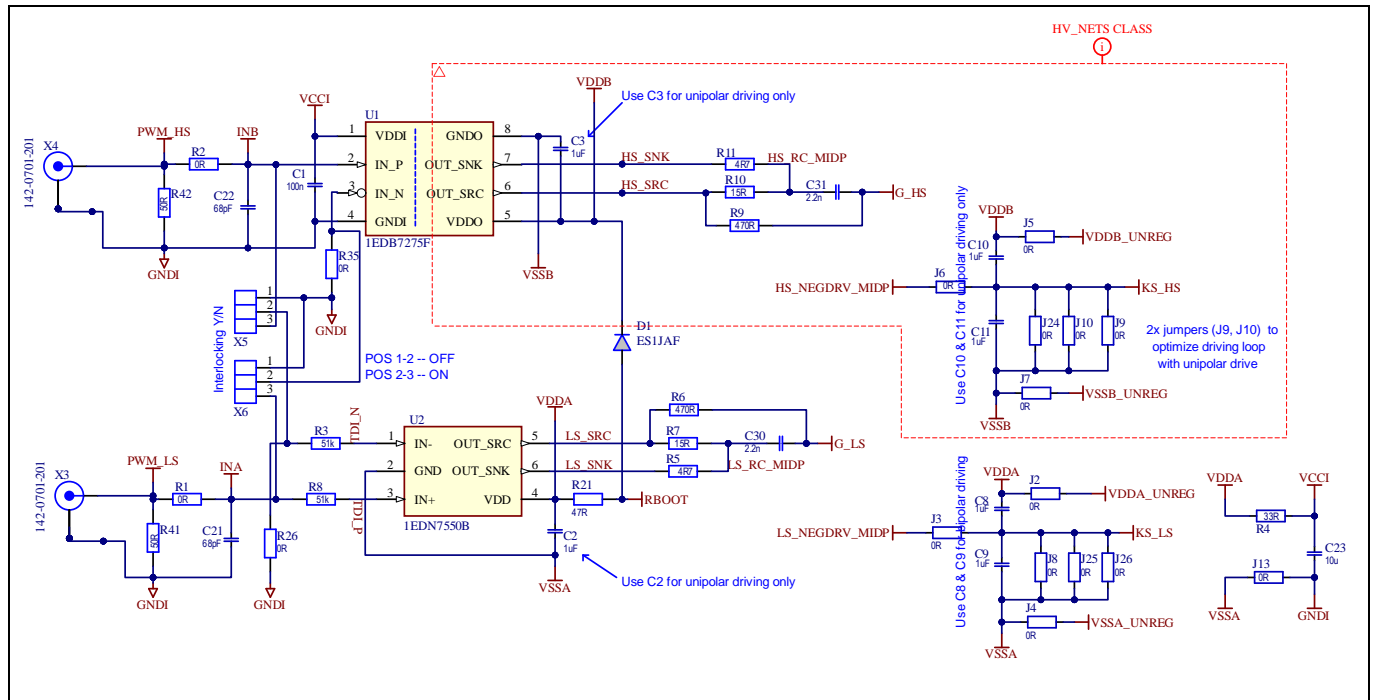 HV_NETS CLASS
i
VDDB
Use C3 for unipolar driving only
VCCI
U1
X4
142-0701-201
PWM_HS
R2
0R
INB
R42
50R
C22
68pF
C1
100n
1
VDDI
GNDO
8
2
IN_P
OUT_SNK
7
3
IN_N
OUT_SRC
6
4
GNDI
VDDO
5
1EDB7275F
C3
1uF
HS_SNK
R11
4R7
HS_RC_MIDP
HS_SRC
R10
15R
C31
2.2n
G_HS
R9
470R
GNDI
R35
0R
VSSB
GNDI
Interlocking Y/N
1
2
3
X5
1
2
3
X6
POS 1-2 -- OFF
POS 2-3 -- ON
D1
ES1JAF
Use C10 & C11 for unipolar driving only
VDDB
J5
0R
VDDB_UNREG
C10
1uF
HS_NEGDRV_MIDP
J6
0R
KS_HS
C11
1uF
J24
0R
J10
0R
J9
0R
2x jumpers (J9, J10) to
optimize driving loop
with unipolar drive
J7
0R
VSSB_UNREG
VSSB
VDDA
R6
470R
U2
TDI_N
R3
51k
1
IN-
OUT_SRC
5
LS_SRC
R7
15R
C30
2.2n
G_LS
2
GND
OUT_SNK
6
LS_SNK
R5
4R7
LS_RC_MIDP
R8
51k
TDI_P
3
IN+
VDD
4
R21
47R
RBOOT
1EDN7550B
C2
1uF
Use C2 for unipolar driving only
VSSA
X3
142-0701-201
PWM_LS
R1
0R
INA
R41
50R
C21
68pF
R26
0R
GNDI
GNDI
Use C8 & C9 for bipolar driving
VDDA
J2
0R
VDDA_UNREG
C8
1uF
LS_NEGDRV_MIDP
J3
0R
KS_LS
C9
1uF
J8
0R
J25
0R
J26
0R
J4
0R
VSSA_UNREG
VSSA
VDDA
VCCI
33R
R4
C23
10u
J13
0R
VSSA
GNDI